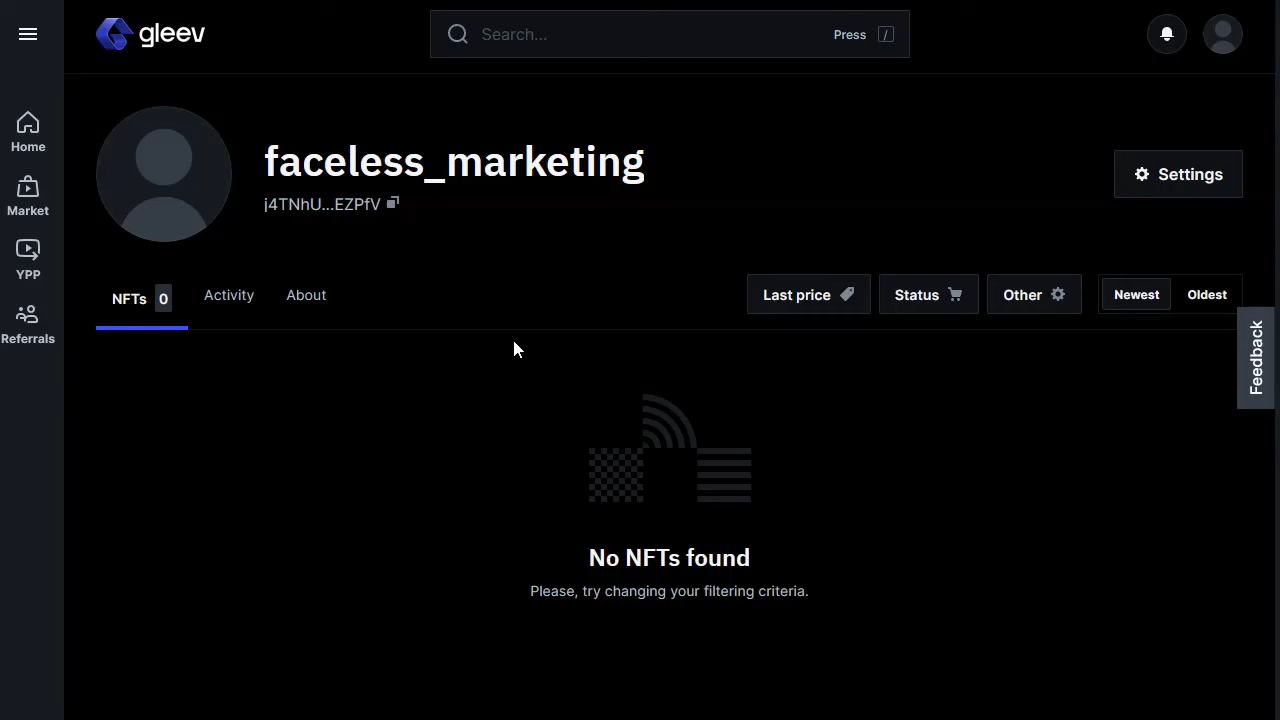 gleev
Search...
Press /
Home
Market
YPP
Referrals
faceless_marketing
j4TNhU...EZPfV
Settings
NFTs 0
Activity
About
Last price
Status
Other
Newest
Oldest
Feedback
No NFTs found
Please, try changing your filtering criteria.